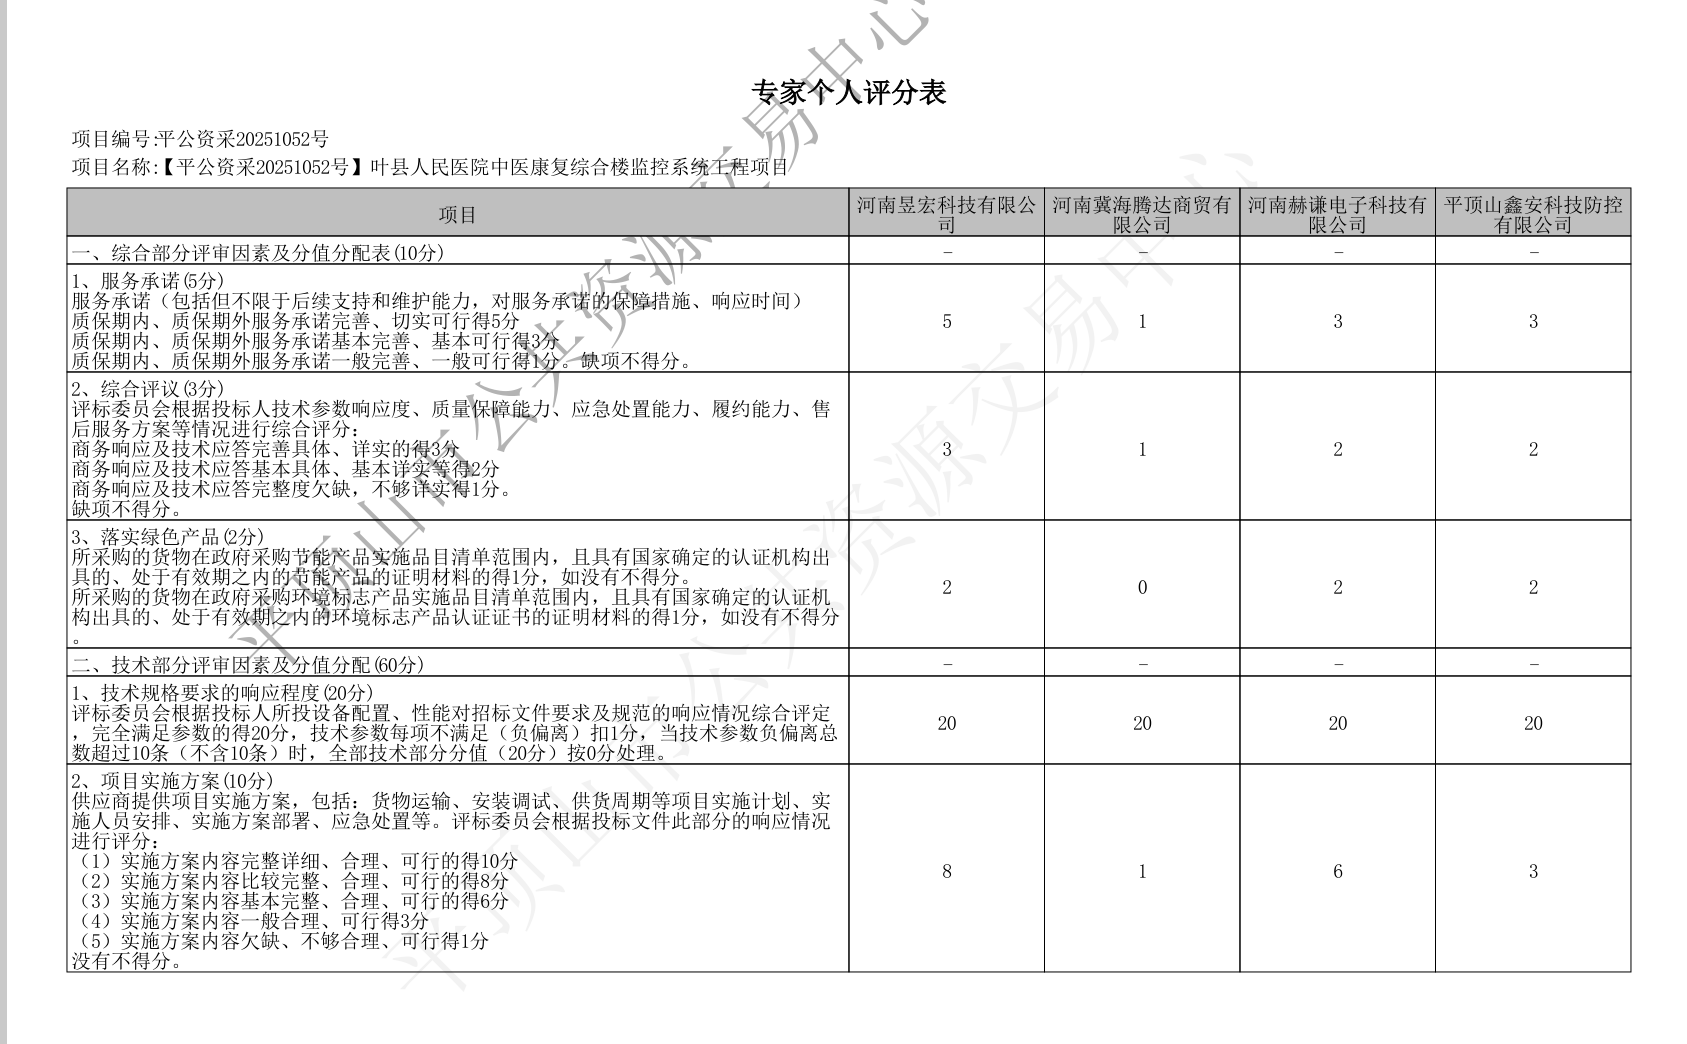 专家个人评分表
项目编号:平公资采20251052号
项目名称:【平公资采20251052号】叶县人民医院中医康复综合楼监控系统工程项目
项目
河南昱宏科技有限公
司
河南冀海腾达商贸有
限公司
河南赫谦电子科技有
限公司
平顶山鑫安科技防控
有限公司
一、综合部分评审因素及分值分配表(10分)
-
-
-
-
1、服务承诺(5分)
服务承诺（包括但不限于后续支持和维护能力，对服务承诺的保障措施、响应时间）
质保期内、质保期外服务承诺完善、切实可行得5分
质保期内、质保期外服务承诺基本完善、基本可行得3分
质保期内、质保期外服务承诺一般完善、一般可行得1分。缺项不得分。
5
1
3
3
2、综合评议(3分)
评标委员会根据投标人技术参数响应度、质量保障能力、应急处置能力、履约能力、售
后服务方案等情况进行综合评分：
商务响应及技术应答完善具体、详实的得3分
商务响应及技术应答基本具体、基本详实等得2分
商务响应及技术应答完整度欠缺，不够详实得1分。
缺项不得分。
3
1
2
2
3、落实绿色产品(2分)
所采购的货物在政府采购节能产品实施品目清单范围内，且具有国家确定的认证机构出
具的、处于有效期之内的节能产品的证明材料的得1分，如没有不得分。
所采购的货物在政府采购环境标志产品实施品目清单范围内，且具有国家确定的认证机
构出具的、处于有效期之内的环境标志产品认证证书的证明材料的得1分，如没有不得分
。
2
0
2
2
二、技术部分评审因素及分值分配(60分)
-
-
-
-
1、技术规格要求的响应程度(20分)
评标委员会根据投标人所投设备配置、性能对招标文件要求及规范的响应情况综合评定
，完全满足参数的得20分，技术参数每项不满足（负偏离）扣1分，当技术参数负偏离总
数超过10条（不含10条）时，全部技术部分分值（20分）按0分处理。
20
20
20
20
2、项目实施方案(10分)
供应商提供项目实施方案，包括：货物运输、安装调试、供货周期等项目实施计划、实
施人员安排、实施方案部署、应急处置等。评标委员会根据投标文件此部分的响应情况
进行评分：
（1）实施方案内容完整详细、合理、可行的得10分
（2）实施方案内容比较完整、合理、可行的得8分
（3）实施方案内容基本完整、合理、可行的得6分
（4）实施方案内容一般合理、可行得3分
（5）实施方案内容欠缺、不够合理、可行得1分
没有不得分。
8
1
6
3
平顶山市公共资源交易中心
平顶山市公共资源交易中心